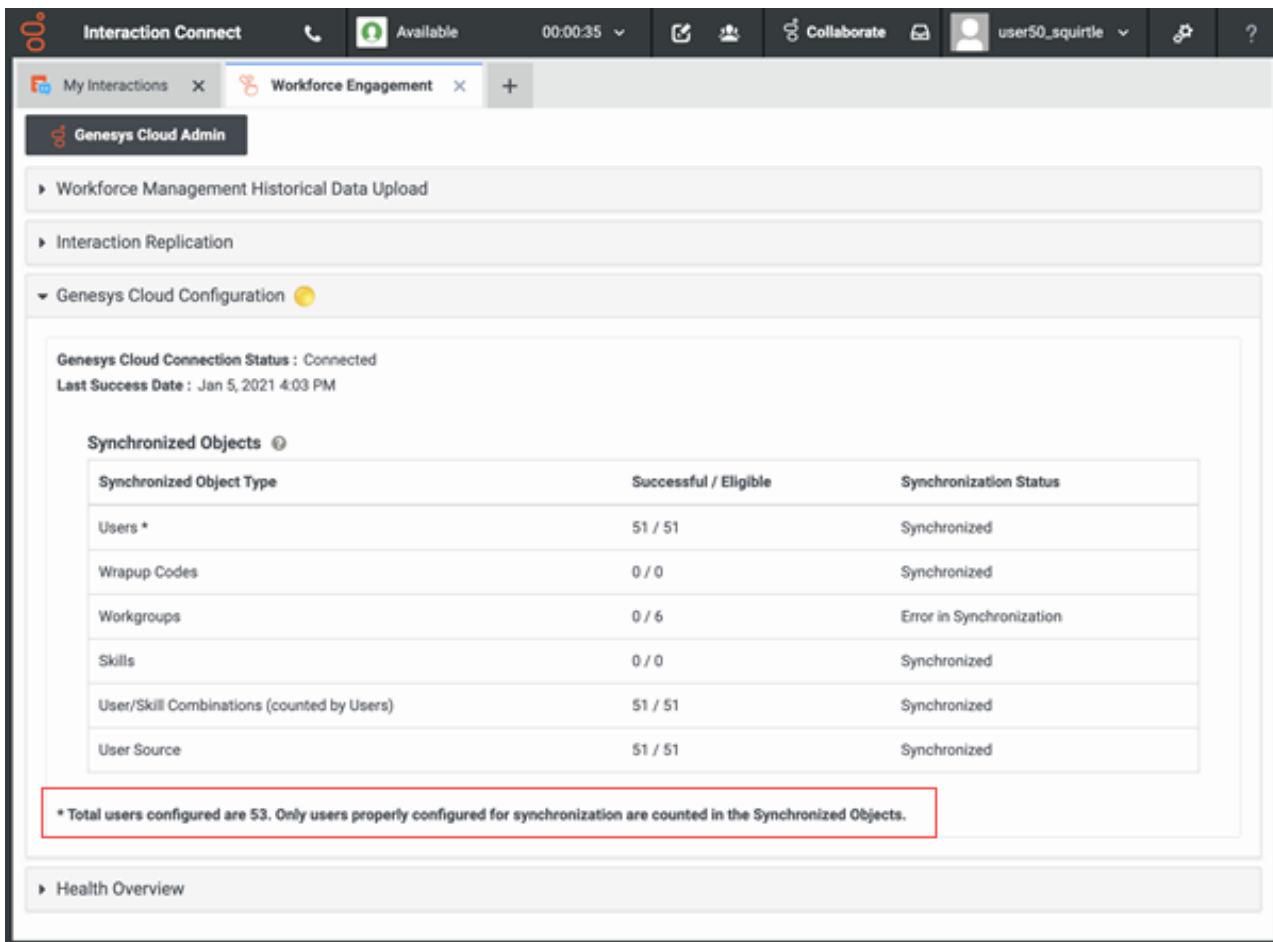 Interaction Connect Available 00:00:35 Collaborate user50_squirtle ?
My Interactions X Workforce Engagement X +
Genesys Cloud Admin
Workforce Management Historical Data Upload
Interaction Replication
Genesys Cloud Configuration
Genesys Cloud Connection Status : Connected
Last Success Date : Jan 5, 2021 4:03 PM
Synchronized Objects ?
Synchronized Object Type Successful / Eligible Synchronization Status
Users * 51 / 51 Synchronized
Wrapup Codes 0 / 0 Synchronized
Workgroups 0 / 6 Error in Synchronization
Skills 0 / 0 Synchronized
User/Skill Combinations (counted by Users) 51 / 51 Synchronized
User Source 51 / 51 Synchronized
* Total users configured are 53. Only users properly configured for synchronization are counted in the Synchronized Objects.
Health Overview